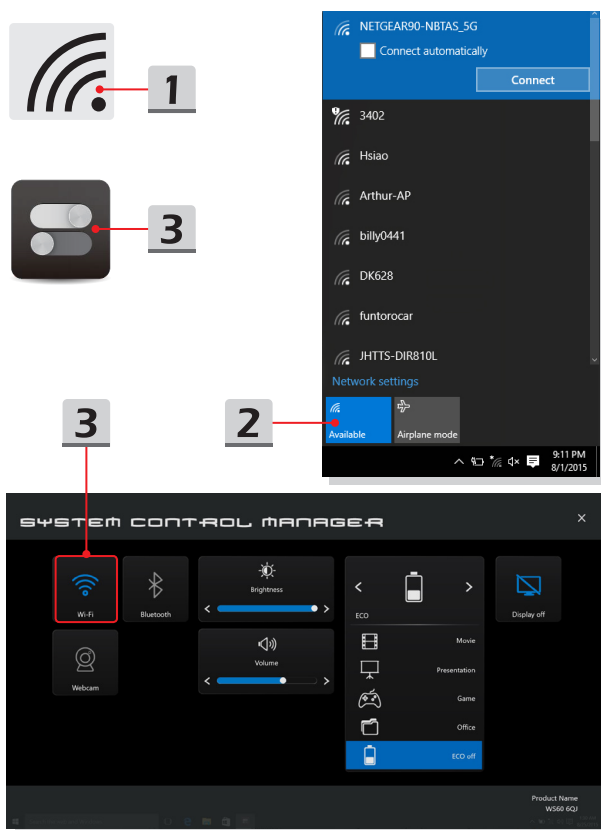 1
3
NETGEAR90-NBTAS_5G
Connect automatically
Connect
3402
Hsiao
Arthur-AP
billy0441
DK628
funtorocar
JHTTS-DIR810L
Network settings
2
Available
Airplane mode
9:11 PM
8/1/2015
3
SYSTEM CONTROL MANAGER
Wi-Fi
Bluetooth
Brightness
ECO
Display off
Movie
Webcam
Volume
Presentation
Game
Office
ECO off
Product Name
WS60 6QJ